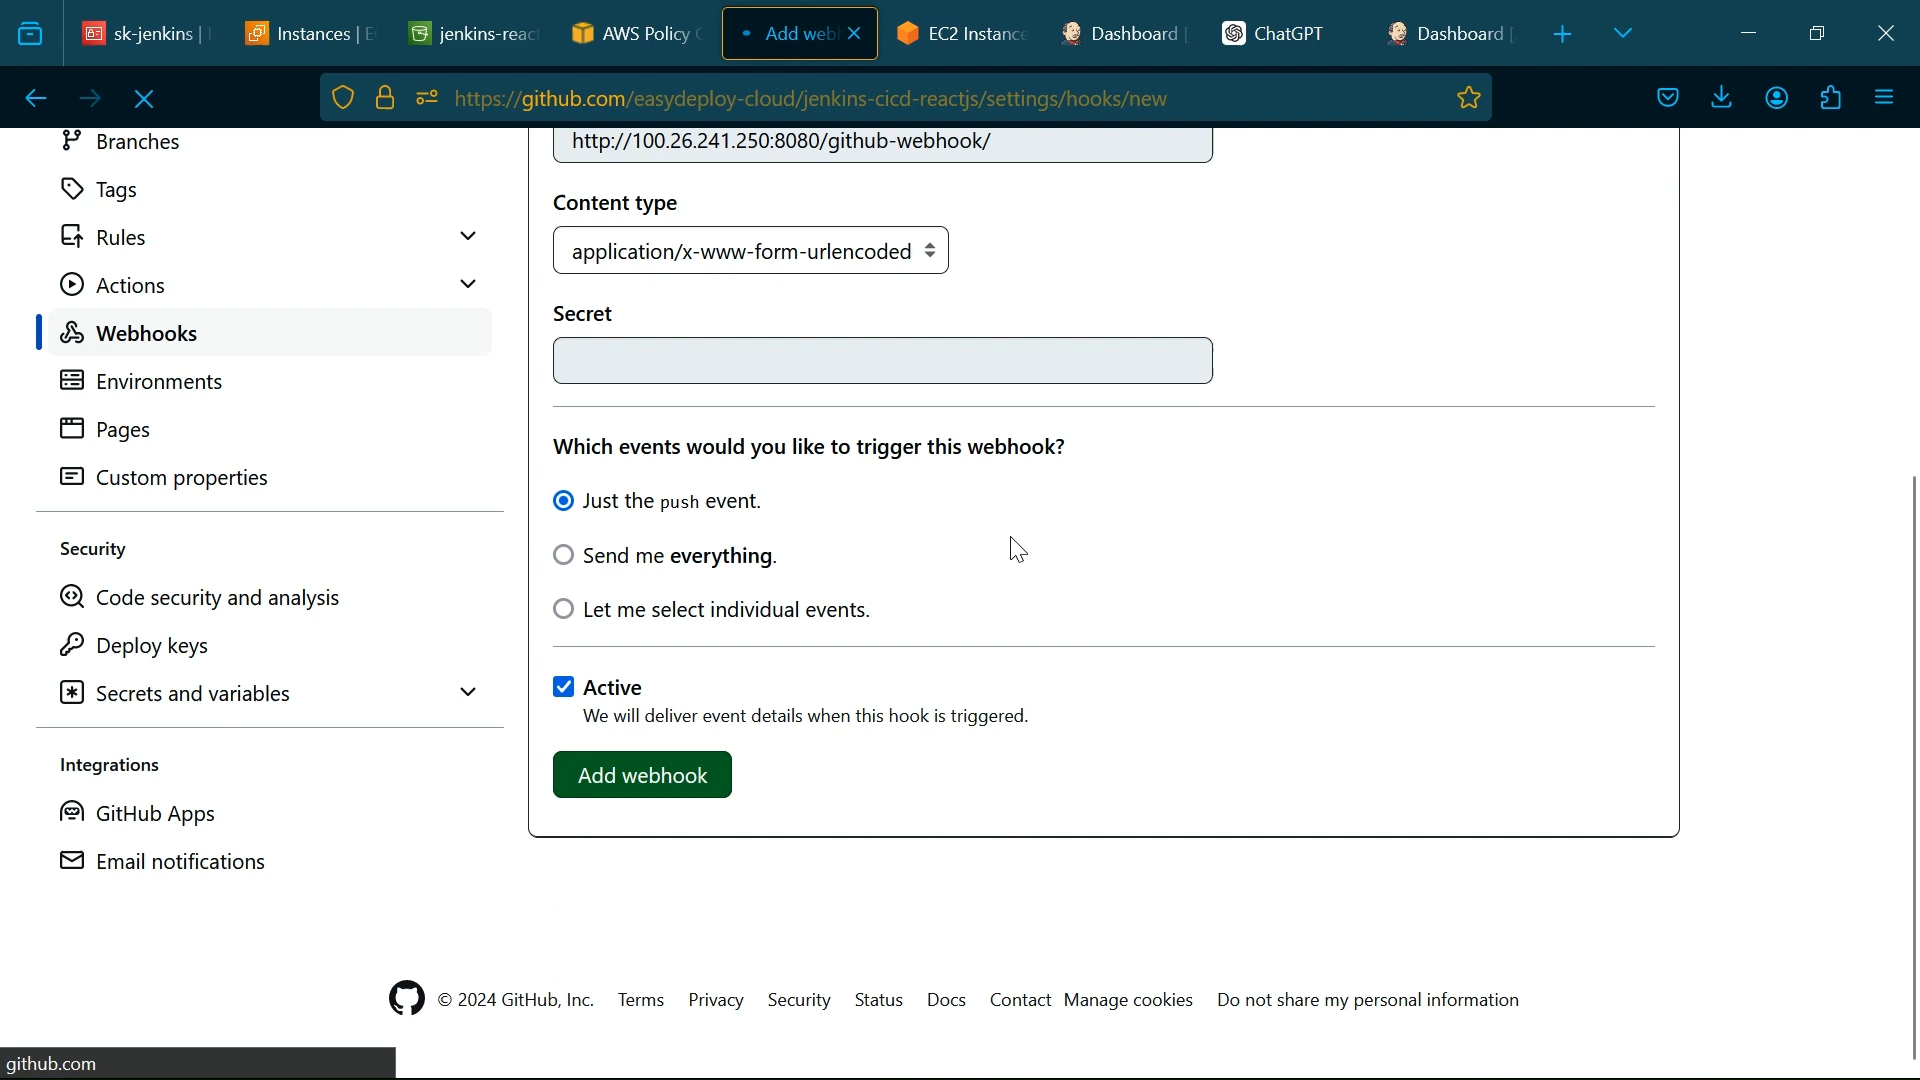 sk-jenkins |
Instances | E
jenkins-reac
AWS Policy
Add web
EC2 Instance
Dashboard
ChatGPT
Dashboard [
https://github.com/easydeploy-cloud/jenkins-cicd-reactjs/settings/hooks/new
Branches
Tags
Rules
Actions
Webhooks
Environments
Pages
Custom properties
Security
Code security and analysis
Deploy keys
Secrets and variables
Integrations
GitHub Apps
Email notifications
http://100.26.241.250:8080/github-webhook/
Content type
application/x-www-form-urlencoded
Secret
Which events would you like to trigger this webhook?
Just the push event.
Send me everything.
Let me select individual events.
Active
We will deliver event details when this hook is triggered.
Add webhook
© 2024 GitHub, Inc. Terms Privacy Security Status Docs Contact Manage cookies Do not share my personal information
github.com